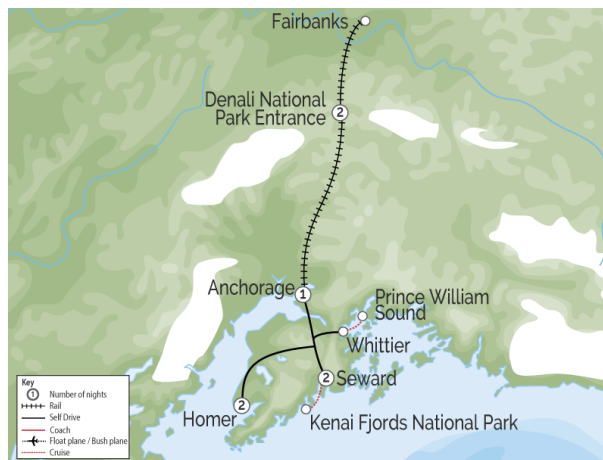 Fairbanks
Denali National
Park Entrance
2
Anchorage
1
Prince William
Sound
Whittier
2
Seward
Homer
2
Kenai Fjords National Park
Key
1 Number of nights
Rail
Self Drive
Coach
Float plane / Bush plane
Cruise